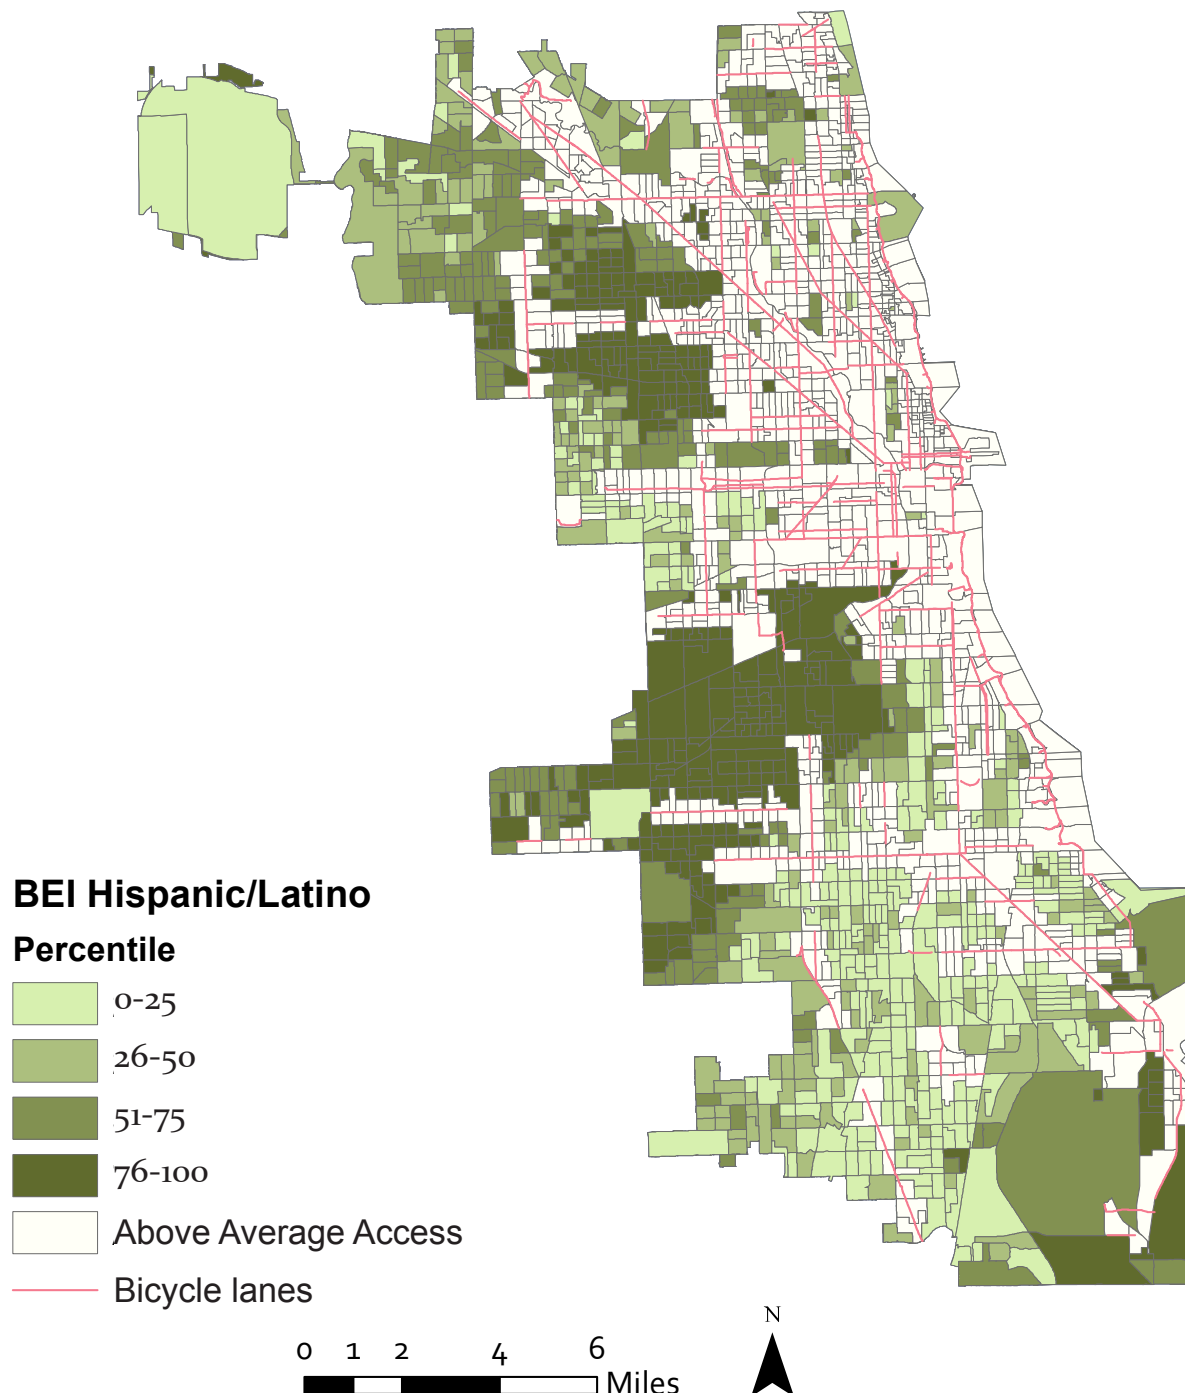 BEI Hispanic/Latino
Percentile
0-25
26-50
51-75
76-100
Above Average Access
Bicycle lanes
N
0 1 2 4 6
Miles